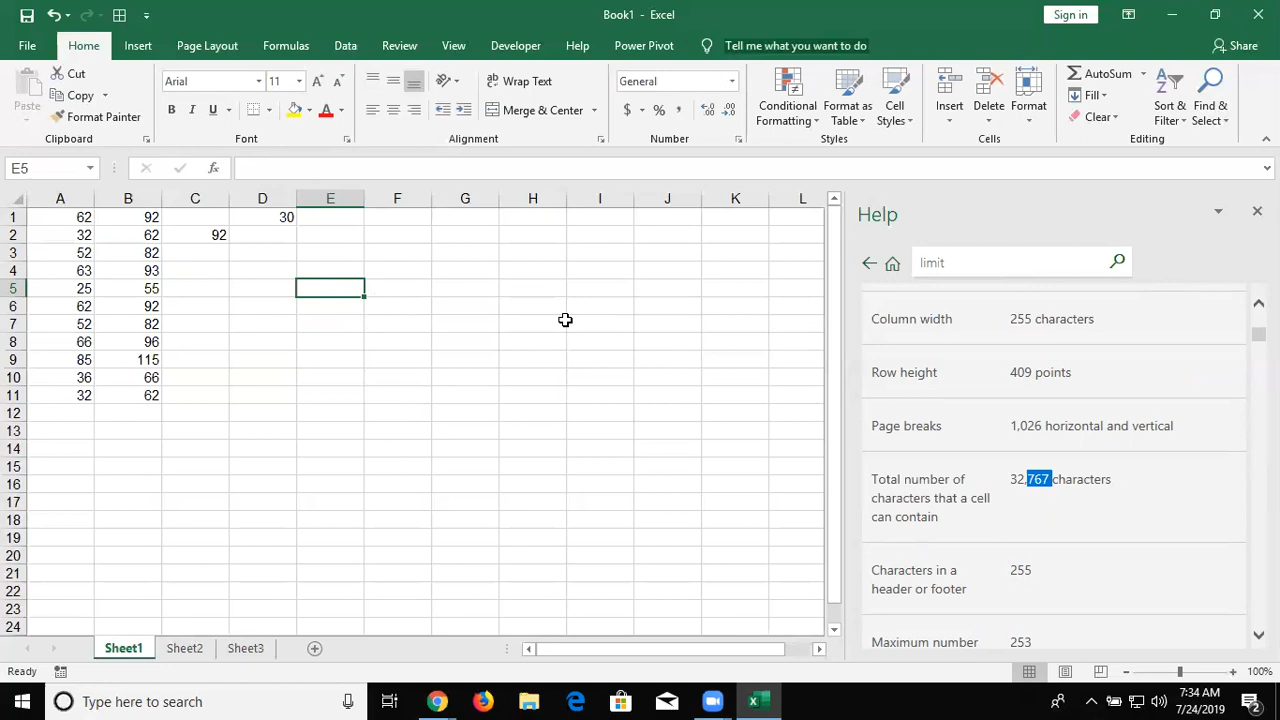 Book1 - Excel
Sign in
File Home Insert Page Layout Formulas Data Review View Developer Help Power Pivot Tell me what you want to do Share
Paste
Cut
Copy
Format Painter
Clipboard
Arial 11
B I U
Font
Wrap Text
Merge & Center
Alignment
General
$ % ,
Number
Conditional Formatting
Format as Table
Cell Styles
Styles
Insert Delete Format
Cells
AutoSum
Fill
Clear
Sort & Filter
Find & Select
Editing
E5 fx
A B C D E F G H I J K L
1 62 92 30
2 32 62 92
3 52 82
4 63 93
5 25 55
6 62 92
7 52 82
8 66 96
9 85 115
10 36 66
11 32 62
12
13
14
15
16
17
18
19
20
21
22
23
24
Help
limit
Column width 255 characters
Row height 409 points
Page breaks 1,026 horizontal and vertical
Total number of 32,767 characters
characters that a cell
can contain
Characters in a 255
header or footer
Maximum number 253
Sheet1 Sheet2 Sheet3
Ready 100%
Type here to search
7:34 AM
7/24/2019
2